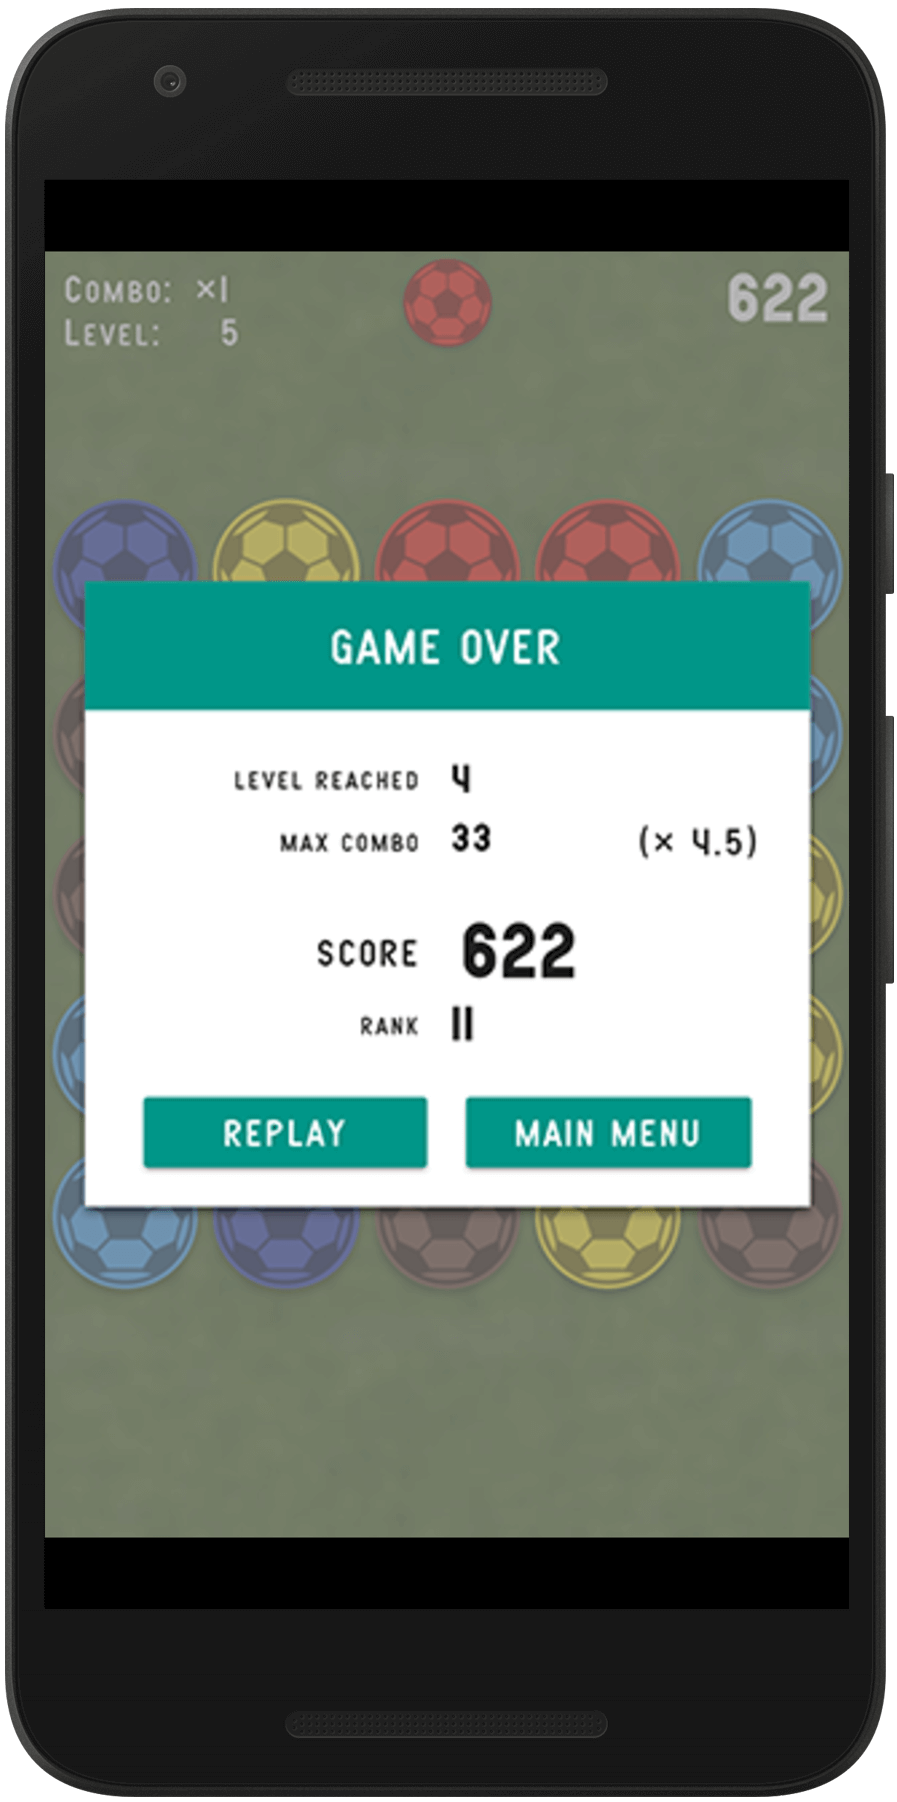 COMBO: ×1
LEVEL: 5
622
GAME OVER
LEVEL REACHED 4
MAX COMBO 33 (× 4.5)
SCORE 622
RANK 11
REPLAY
MAIN MENU